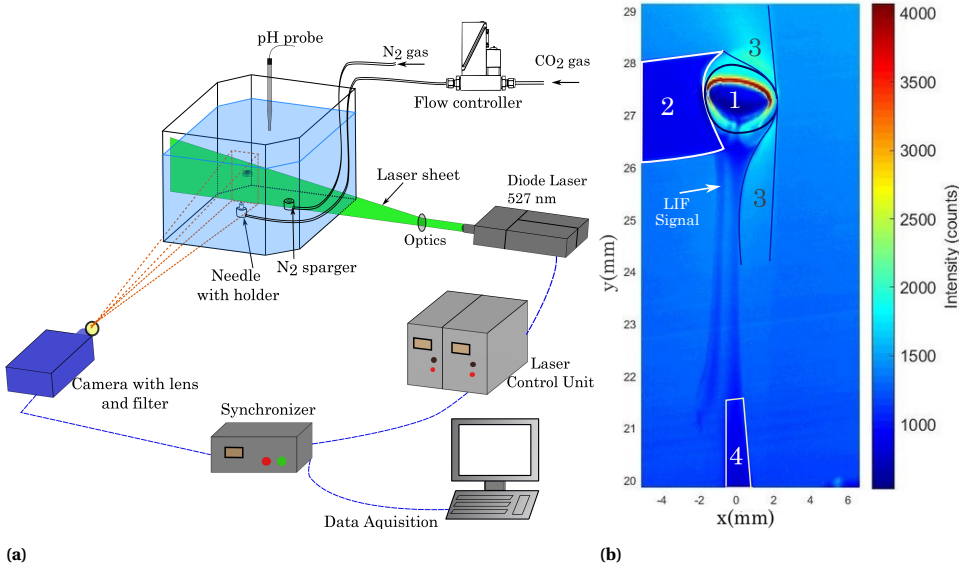 pH probe
N2 gas
CO2 gas
Flow controller
Laser sheet
Diode Laser
527 nm
Optics
N2 sparger
Needle
with holder
Camera with lens
and filter
Laser
Control Unit
Synchronizer
Data Aquisition
(a)
29
28
27
26
25
24
23
22
21
20
y(mm)
-4
-2
0
2
4
6
x(mm)
1
2
3
3
4
LIF
Signal
4000
3500
3000
2500
2000
1500
1000
Intensity (counts)
(b)